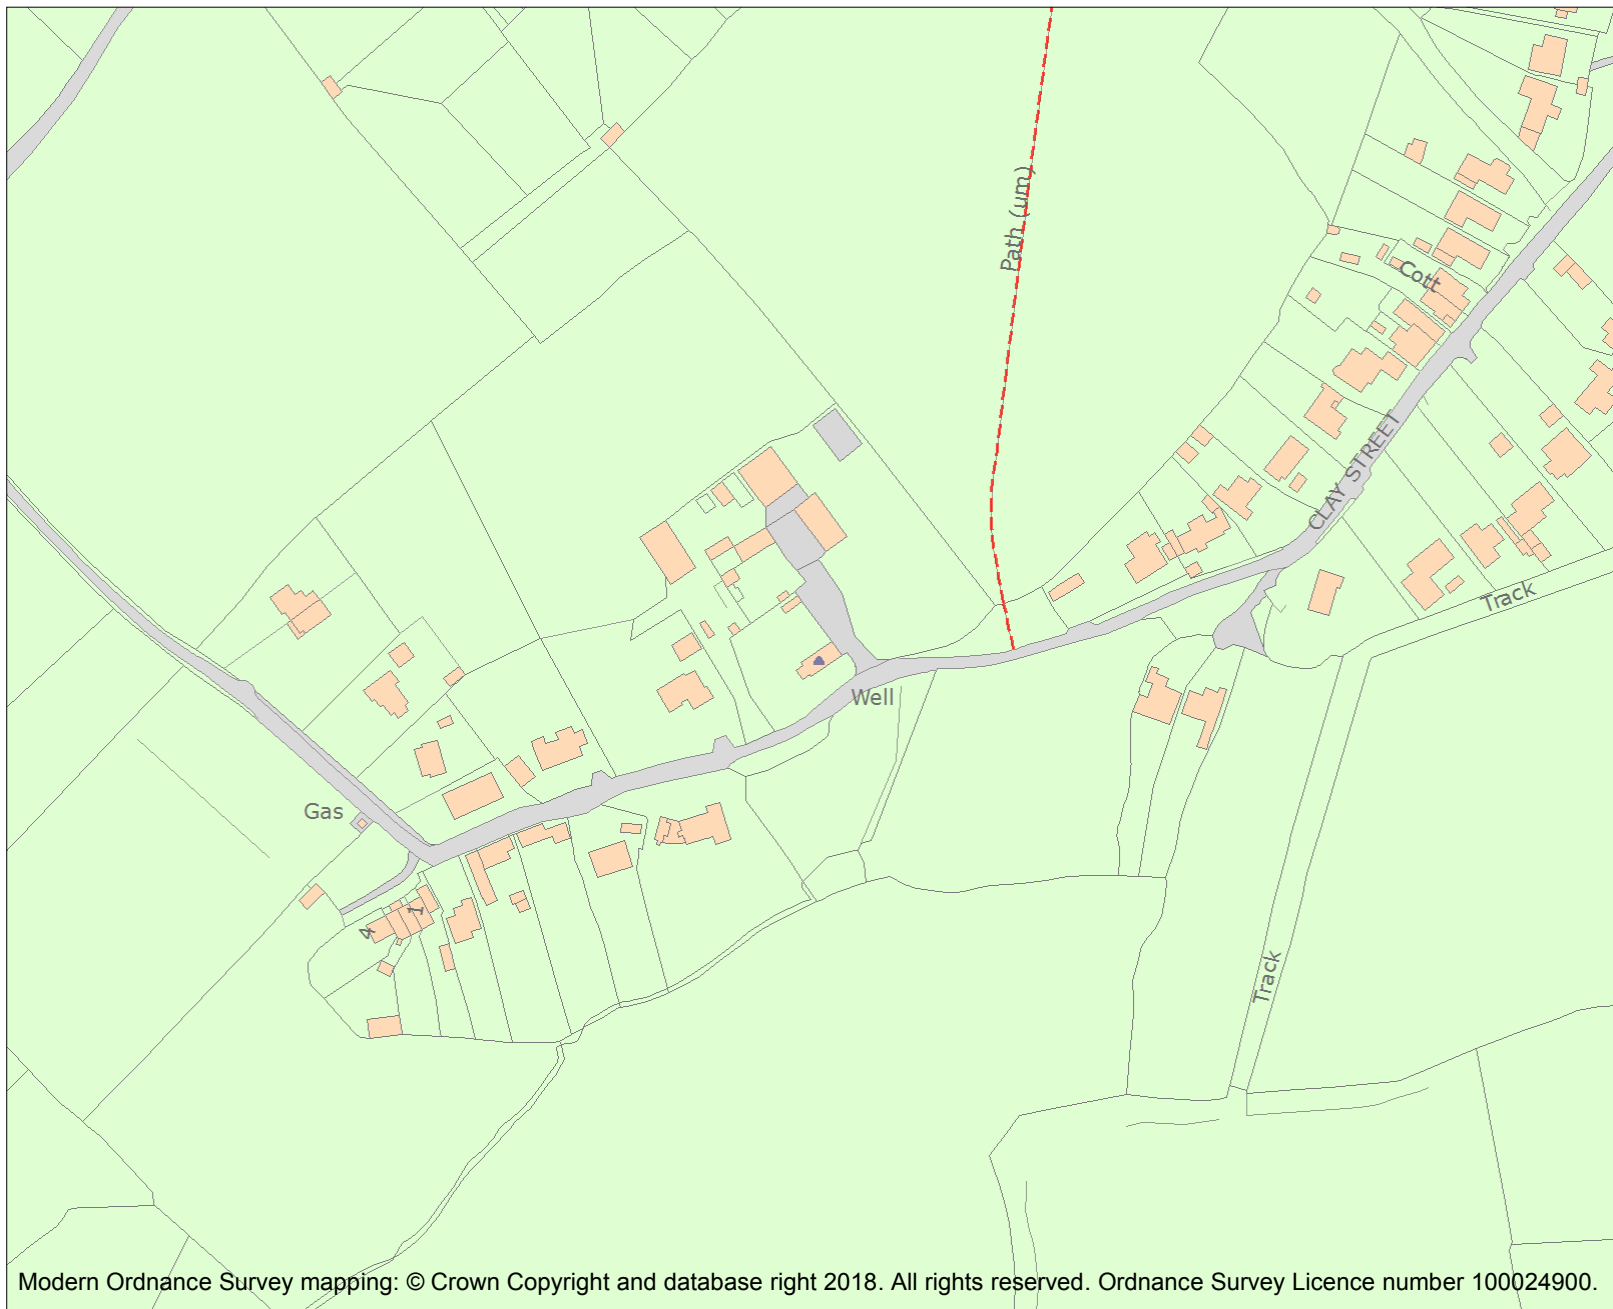 Path (um)
Cott
CLAY STREET
Track
Well
Gas
1
4
Track
Modern Ordnance Survey mapping: © Crown Copyright and database right 2018. All rights reserved. Ordnance Survey Licence number 100024900.